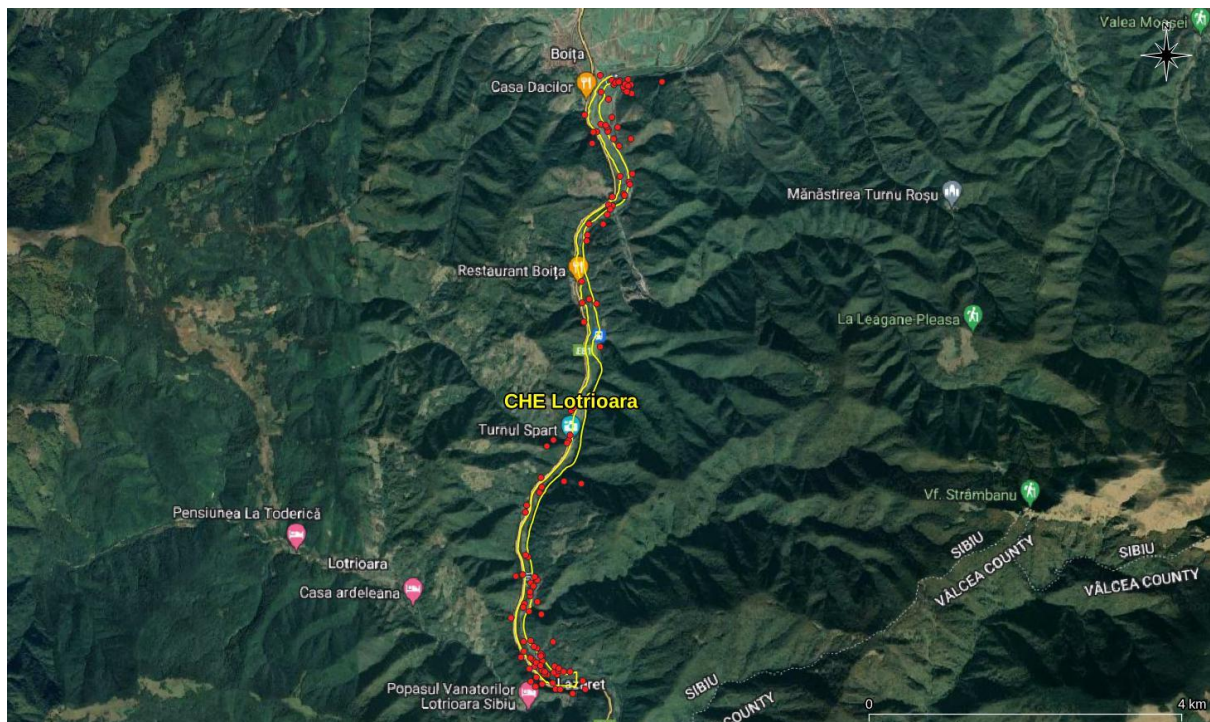 Valea Moașei
N
Boița
Casa Dacilor
Mănăstirea Turnu Roșu
Restaurant Boița
La Leagane Pleasa
CHE Lotrioara
Turnul Spart
Vf. Strâmbanu
Pensiunea La Toderică
SIBIU
SIBIU
Lotrioara
VÂLCEA COUNTY
VÂLCEA COUNTY
Casa ardeleana
Popasul Vanatorilor
Lotrioara Sibiu
SIBIU
COUNTY
0
4 km